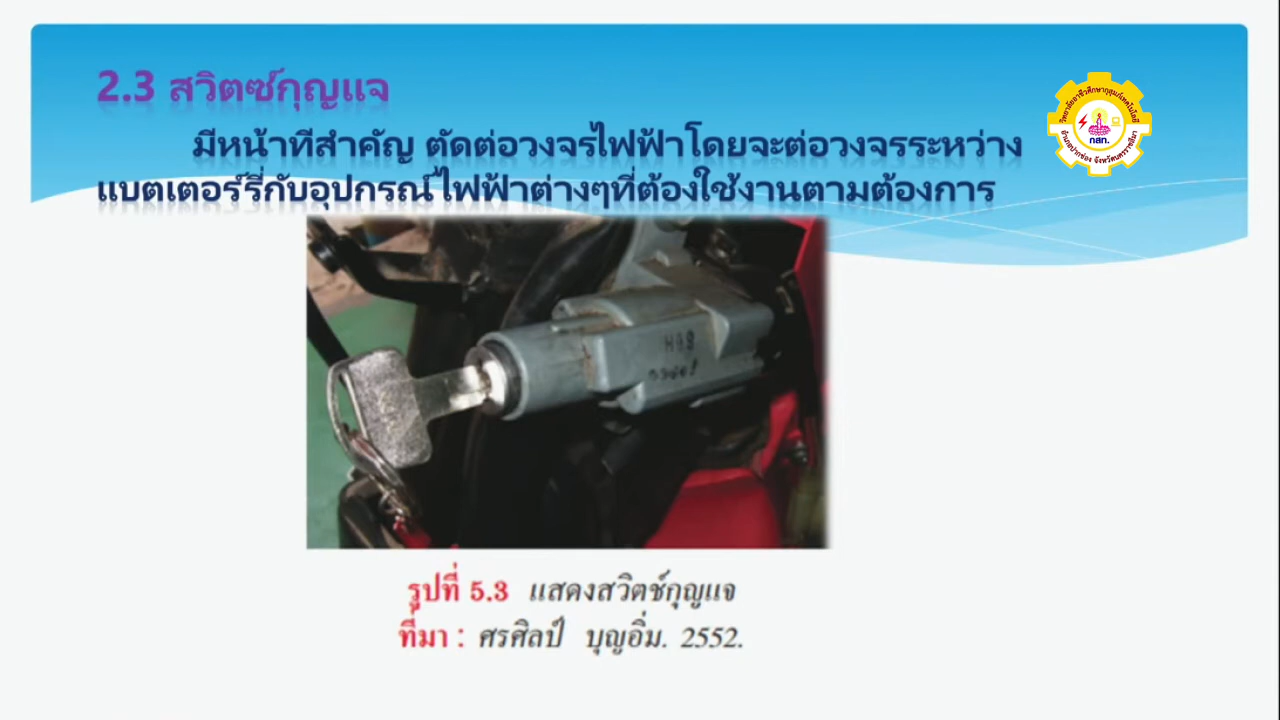 2.3 สวิตซ์กุญแจ
มีหน้าทีสำคัญ ตัดต่อวงจรไฟฟ้าโดยจะต่อวงจรระหว่าง
แบตเตอร์รี่กับอุปกรณ์ไฟฟ้าต่างๆที่ต้องใช้งานตามต้องการ
กสท.
รูปที่ 5.3 แสดงสวิตช์กุญแจ
ที่มา : ศรศิลป์ บุญอิ่ม. 2552.